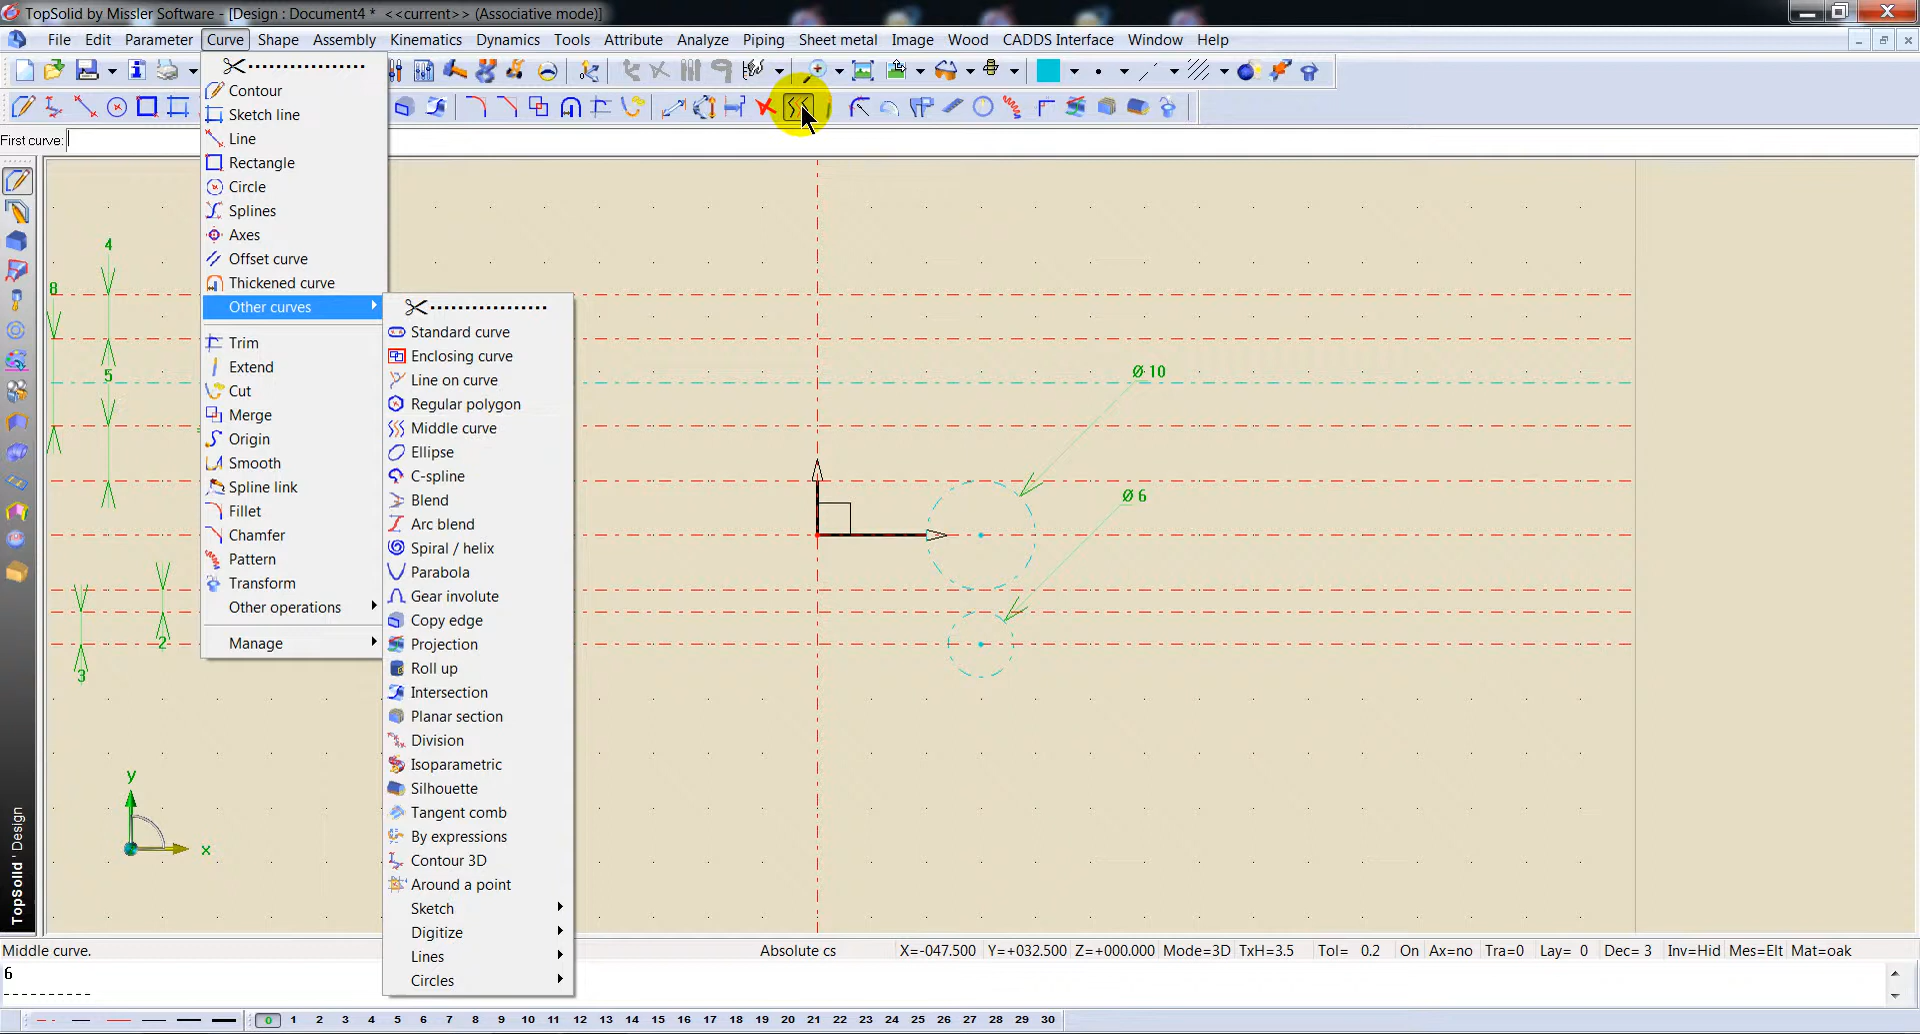 TopSolid by Missler Software - [Design : Document4 *  <<current>> (Associative mode)]
File Edit Parameter Curve Shape Assembly Kinematics Dynamics Tools Attribute Analyze Piping Sheet metal Image Wood CADDS Interface Window Help
First curve:
Contour
Sketch line
Line
Rectangle
Circle
Splines
Axes
Offset curve
Thickened curve
Other curves
Trim
Extend
Cut
Merge
Origin
Smooth
Spline link
Fillet
Chamfer
Pattern
Transform
Other operations
Manage
Standard curve
Enclosing curve
Line on curve
Regular polygon
Middle curve
Ellipse
C-spline
Blend
Arc blend
Spiral / helix
Parabola
Gear involute
Copy edge
Projection
Roll up
Intersection
Planar section
Division
Isoparametric
Silhouette
Tangent comb
By expressions
Contour 3D
Around a point
Sketch
Digitize
Lines
Circles
4
8
5
2
3
Ø 10
Ø 6
y
x
TopSolid'Design
Middle curve.
Absolute cs X=-047.500 Y=+032.500 Z=+000.000 Mode=3D TxH=3.5 Tol= 0.2 On Ax=no Tra=0 Lay= 0 Dec= 3 Inv=Hid Mes=Elt Mat=oak
6
----------
0 1 2 3 4 5 6 7 8 9 10 11 12 13 14 15 16 17 18 19 20 21 22 23 24 25 26 27 28 29 30